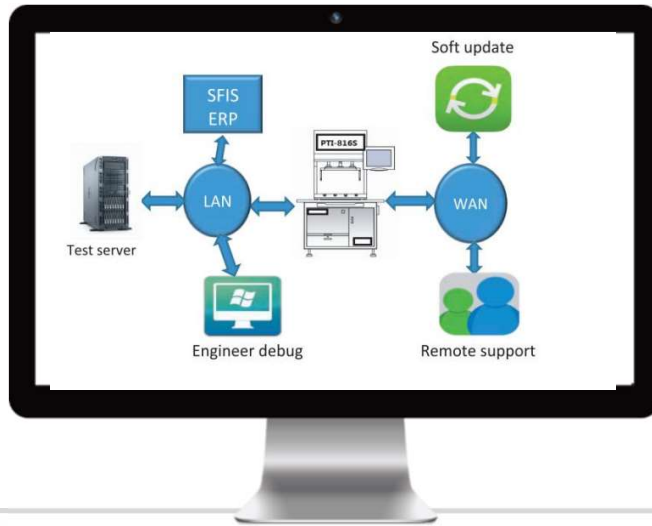 Soft update
SFIS
ERP
PTI-816S
LAN
WAN
Test server
Engineer debug
Remote support